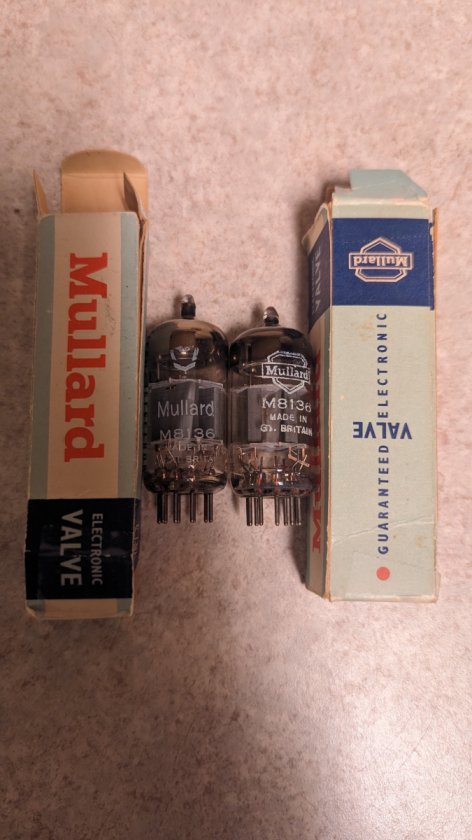 Mullard
ELECTRONIC
VALVE
Mullard
M8136
Mullard
M8136
MADE IN
GT. BRITAIN
Mullard
GUARANTEED ELECTRONIC
VALVE